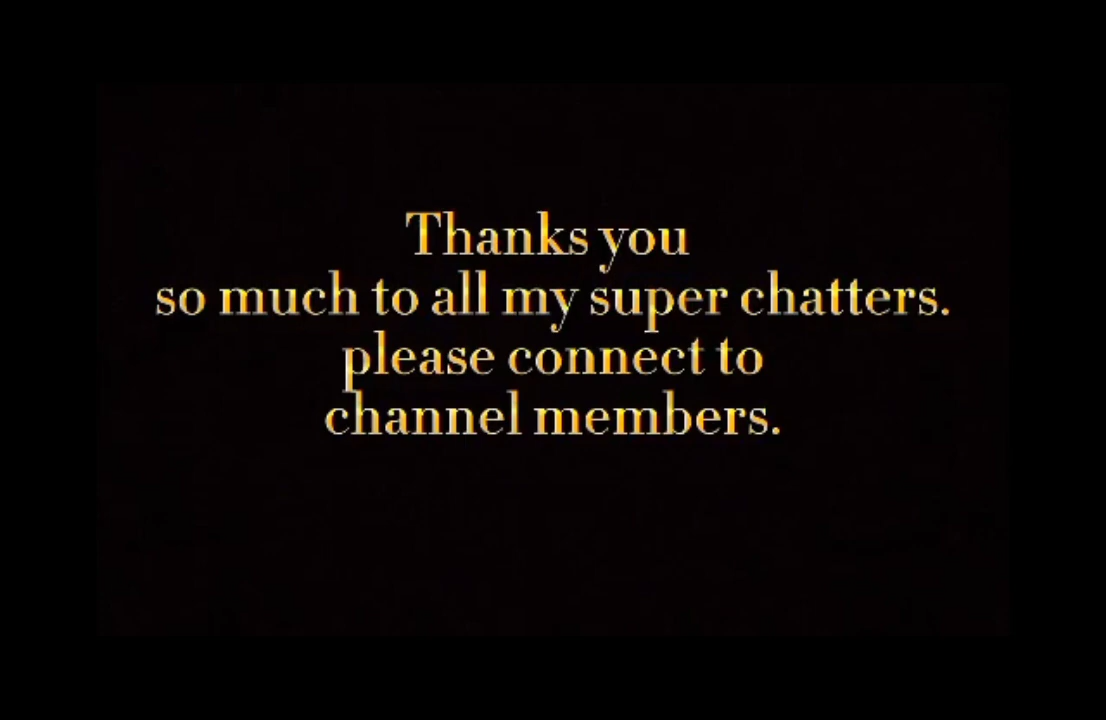 Thanks you
so much to all my super chatters.
please connect to
channel members.